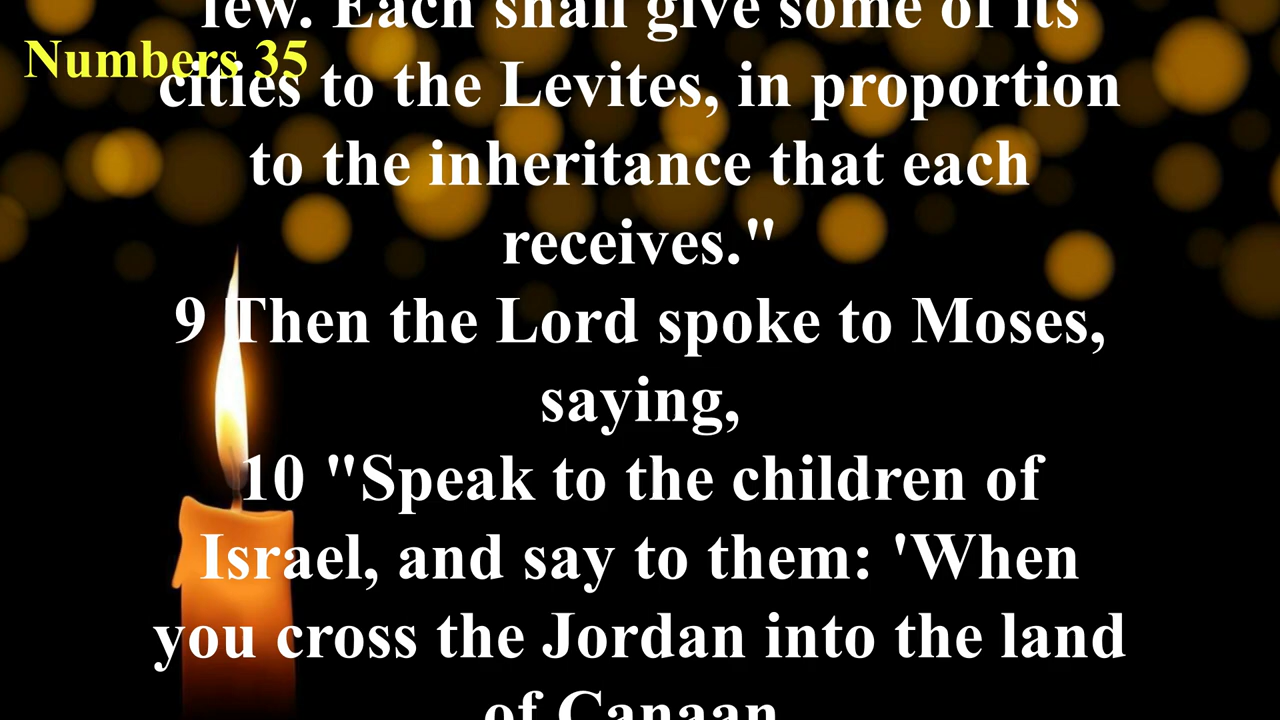 few. Each shall give some of its
Numbers 35
cities to the Levites, in proportion
to the inheritance that each
receives."
9 Then the Lord spoke to Moses,
saying,
10 "Speak to the children of
Israel, and say to them: 'When
you cross the Jordan into the land
of Canaan,